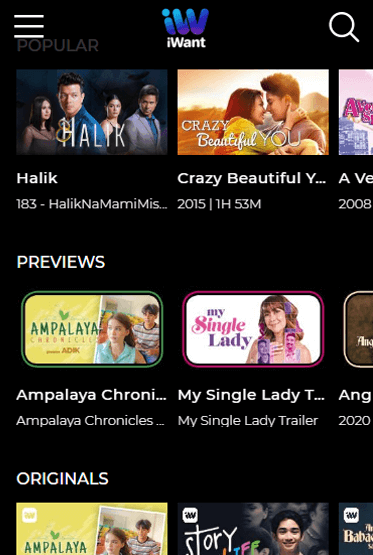 iWant
POPULAR
HALIK
CRAZY
Beautiful YOU
Halik
Crazy Beautiful Y...
A Ve
183 - HalikNaMamiMis...
2015 | 1H 53M
2008
PREVIEWS
AMPALAYA
CHRONICLES
ADIK
my
Single
Lady
Ampalaya Chroni...
My Single Lady T...
Ang
Ampalaya Chronicles ...
My Single Lady Trailer
2020
ORIGINALS
AMPALAYA
story
LIFE
Babae